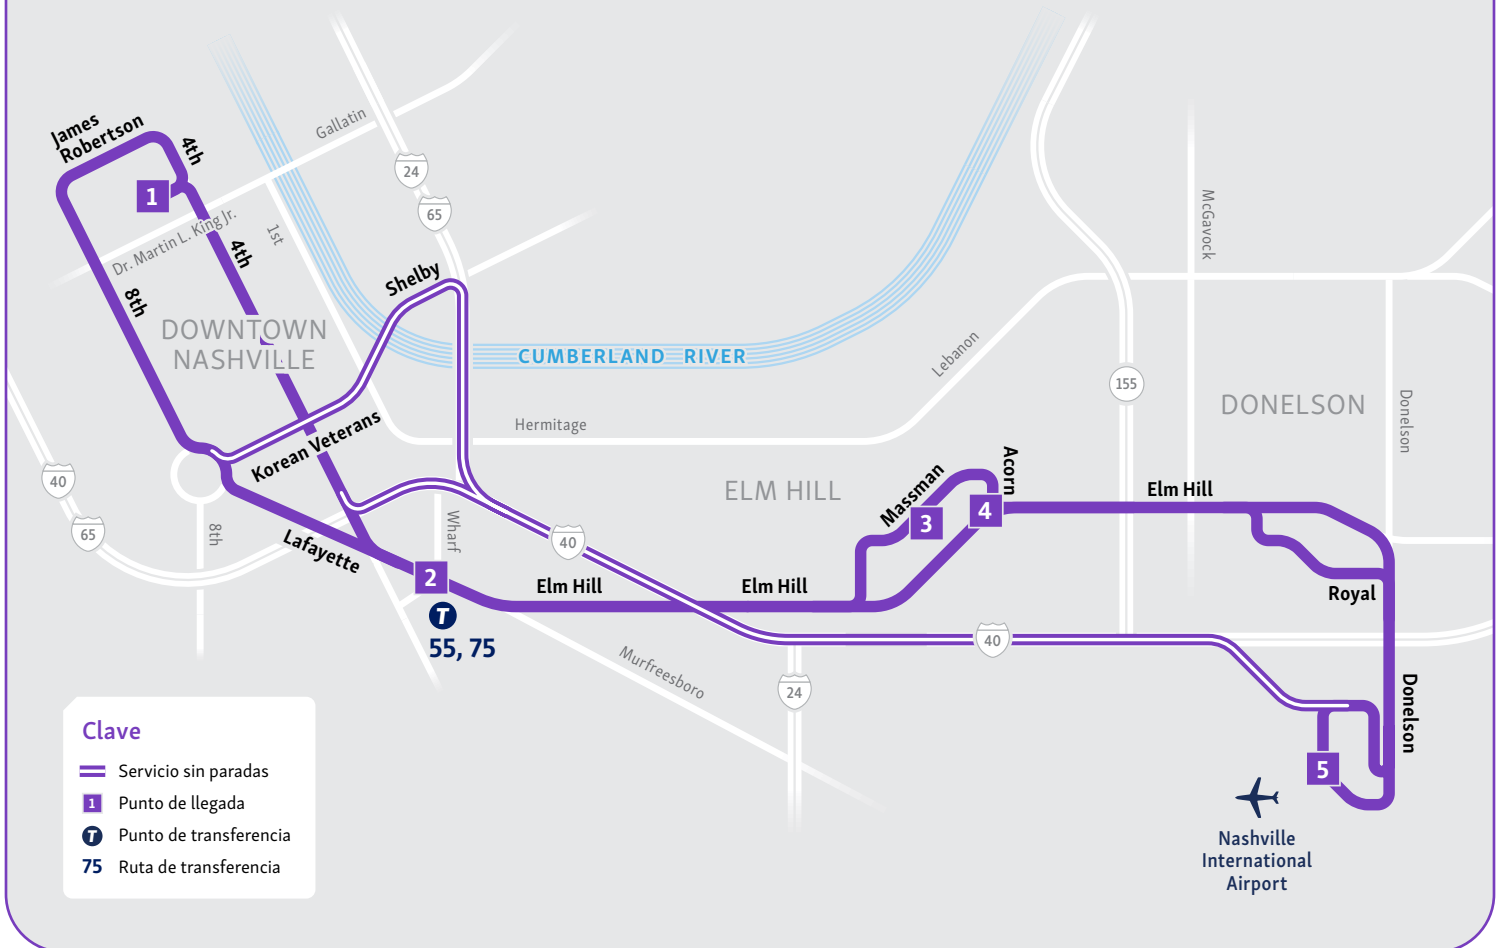 James
Robertson
4th
1
Gallatin
24
65
Dr. Martin L. King Jr.
1st
4th
8th
Shelby
DOWNTOWN
NASHVILLE
CUMBERLAND RIVER
Lebanon
McGavock
155
DONELSON
Donelson
Korean Veterans
Hermitage
ELM HILL
40
65
8th
Lafayette
Wharf
40
Massman
Acorn
3
4
Elm Hill
2
T
55, 75
Elm Hill
Elm Hill
Royal
Murfreesboro
24
40
Donelson
5
Nashville
International
Airport
Clave
Servicio sin paradas
1 Punto de llegada
T Punto de transferencia
75 Ruta de transferencia